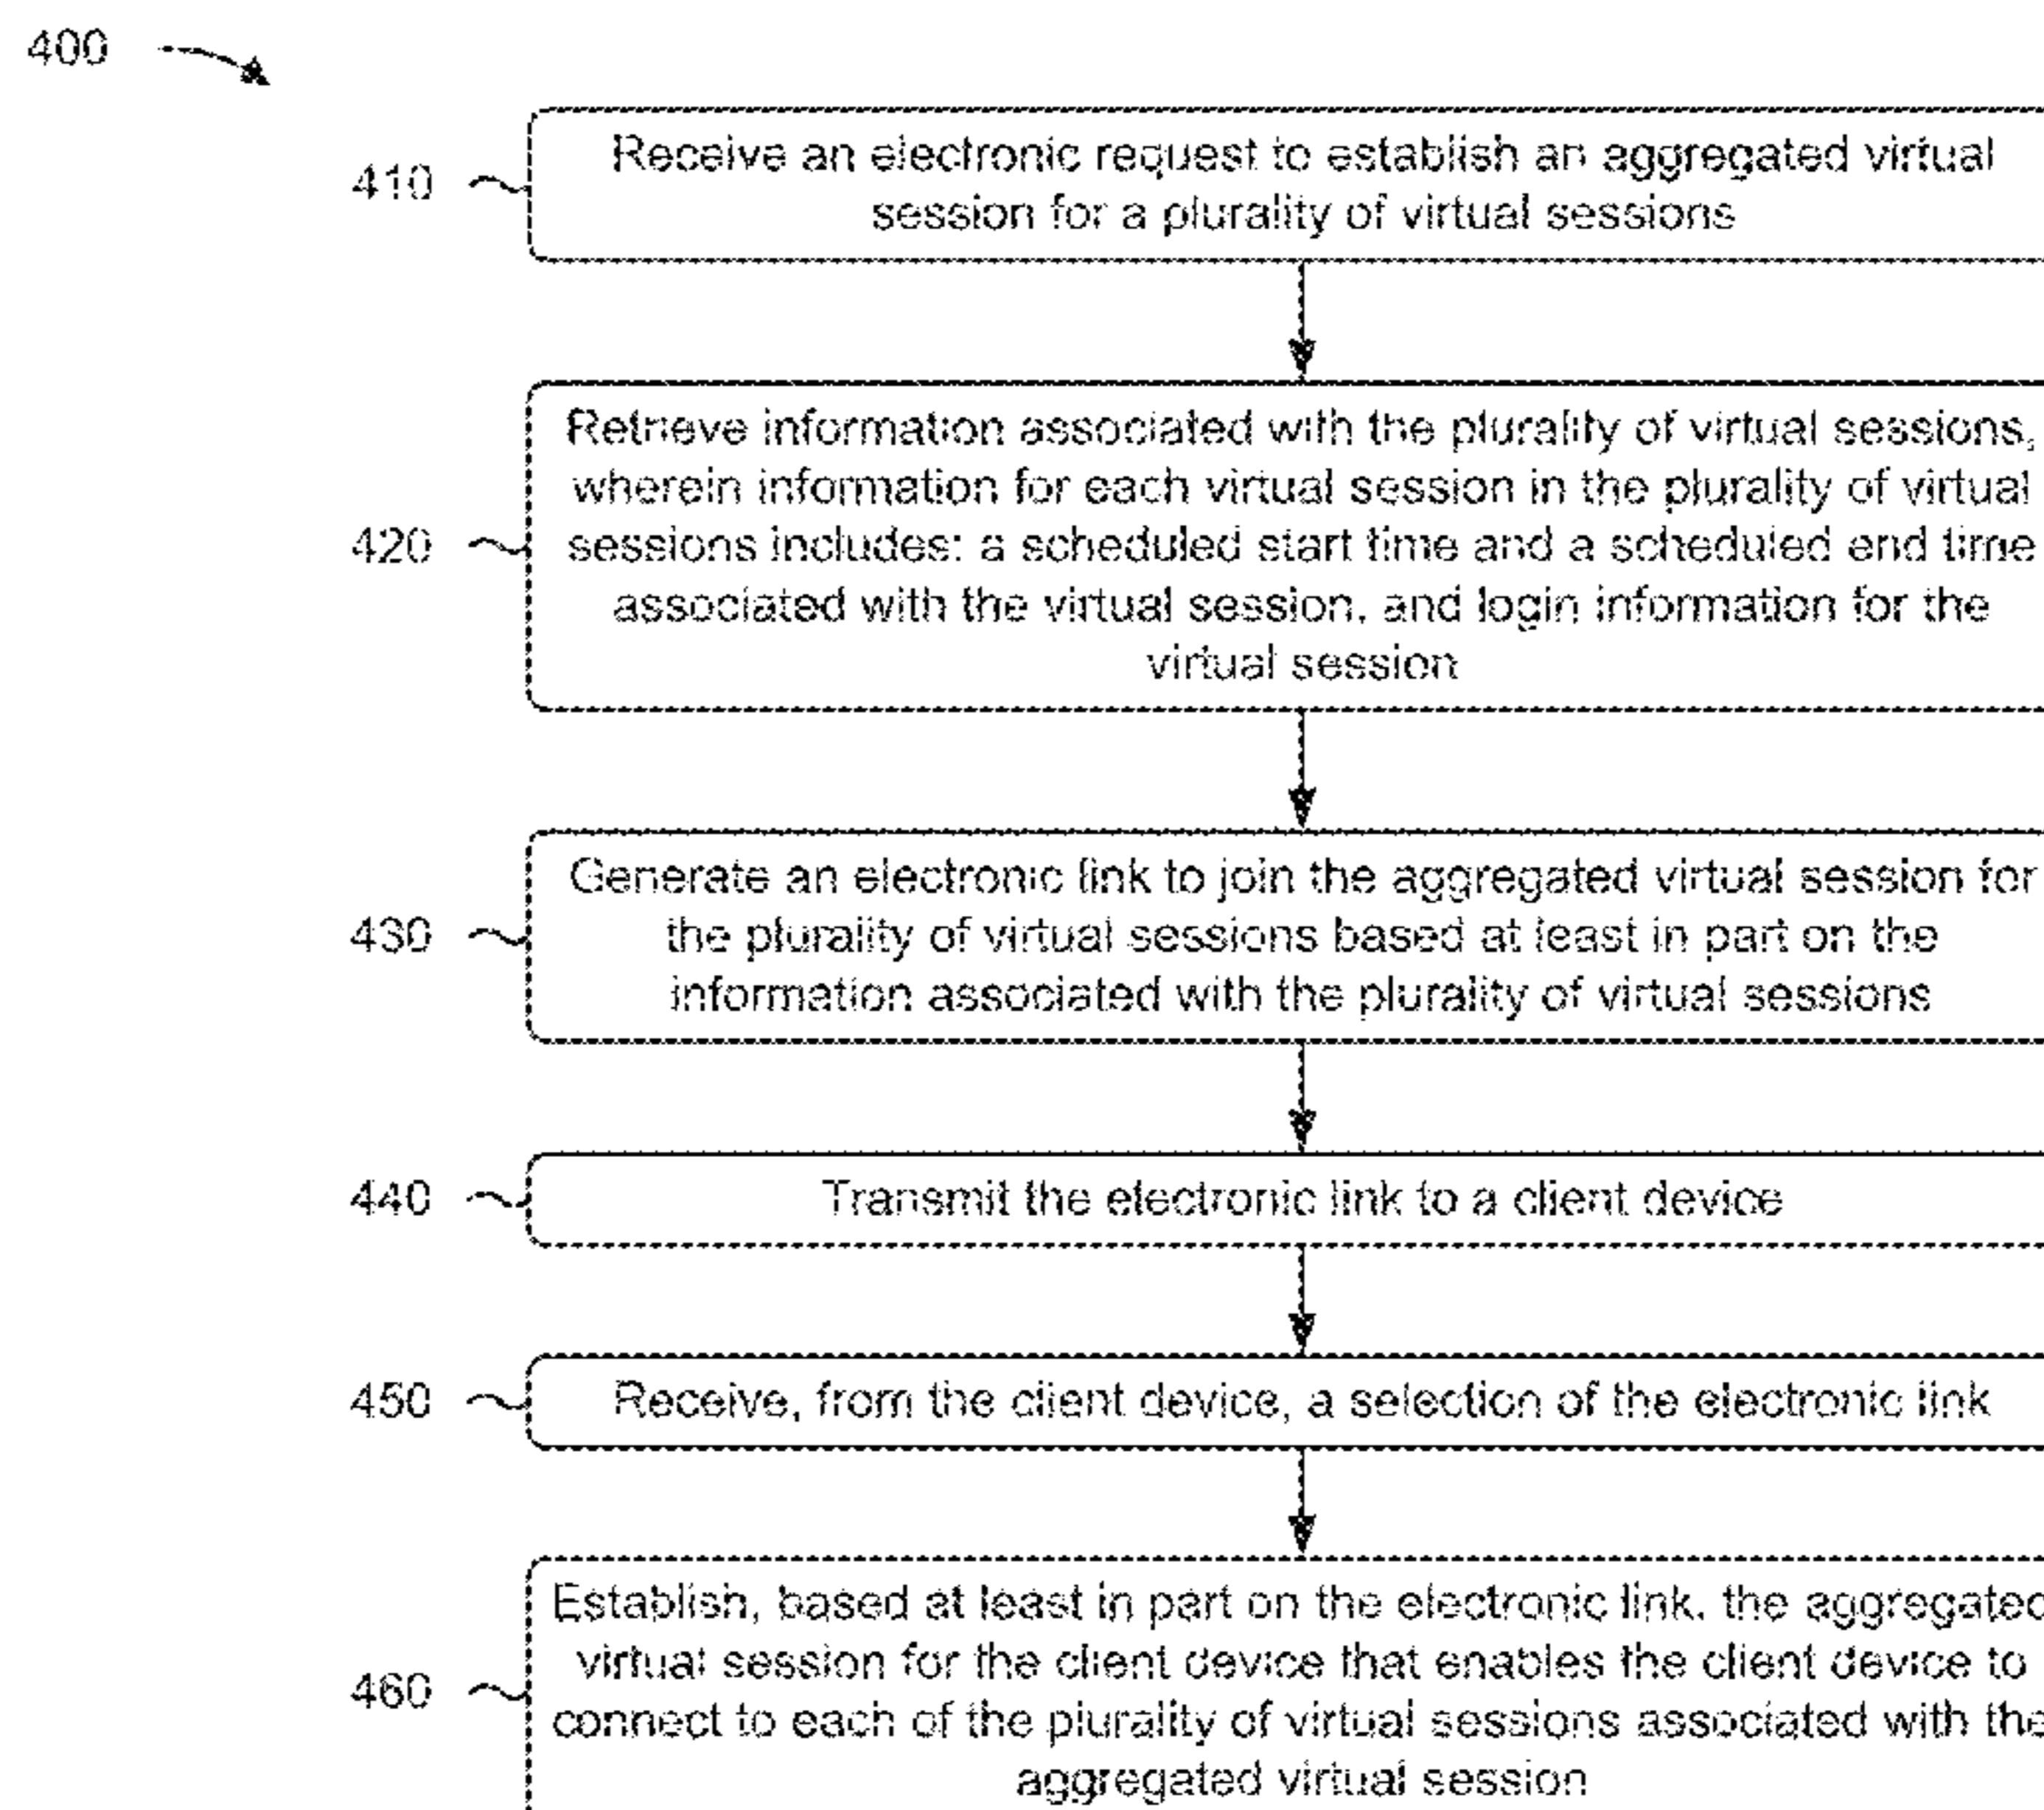 400
410
Receive an electronic request to establish an aggregated virtual
session for a plurality of virtual sessions
420
Retrieve information associated with the plurality of virtual sessions,
wherein information for each virtual session in the plurality of virtual
sessions includes: a scheduled start time and a scheduled end time
associated with the virtual session, and login information for the
virtual session
430
Generate an electronic link to join the aggregated virtual session for
the plurality of virtual sessions based at least in part on the
information associated with the plurality of virtual sessions
440
Transmit the electronic link to a client device
450
Receive, from the client device, a selection of the electronic link
460
Establish, based at least in part on the electronic link, the aggregated
virtual session for the client device that enables the client device to
connect to each of the plurality of virtual sessions associated with the
aggregated virtual session